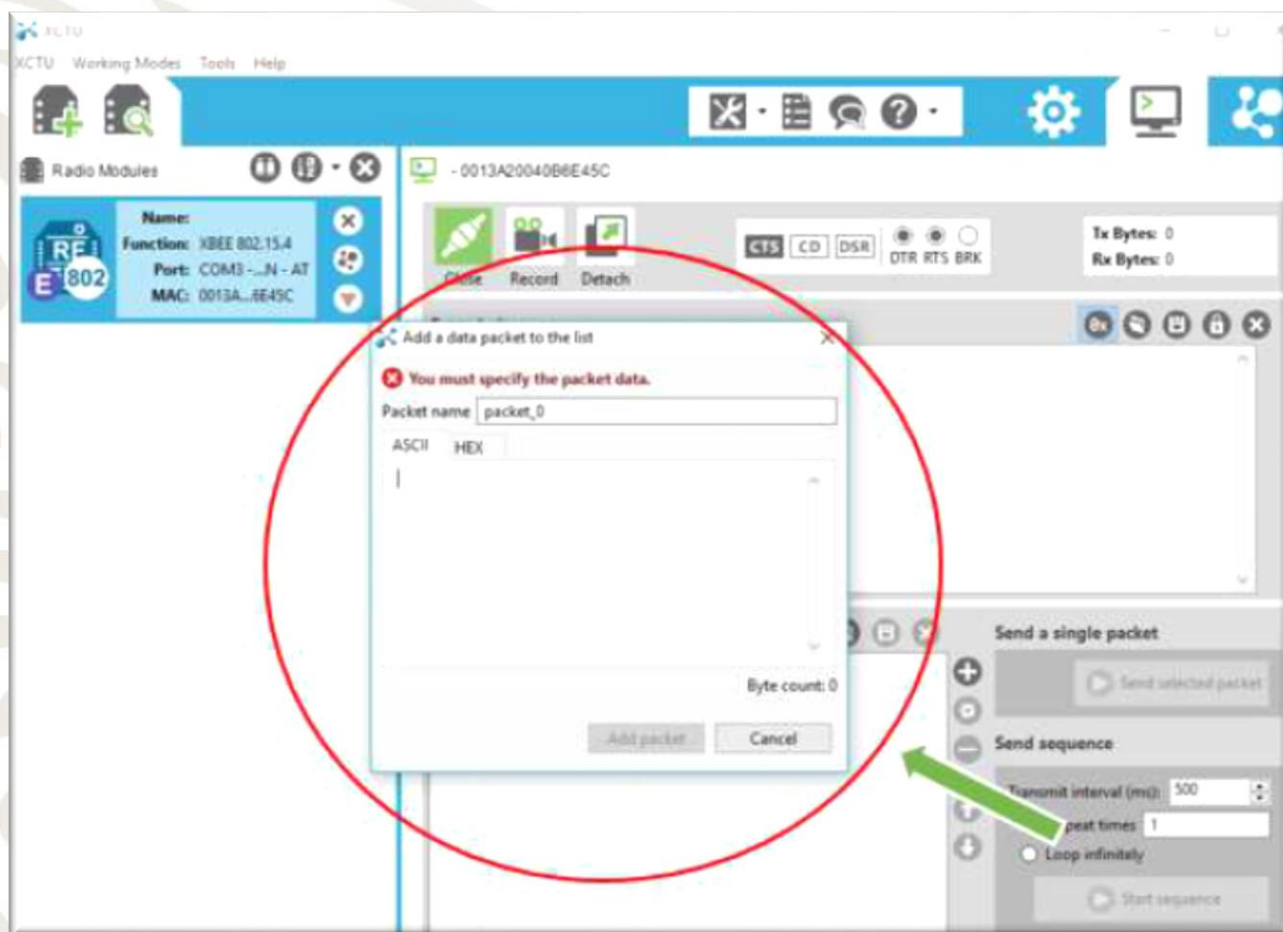 XCTU
XCTU Working Modes Tools Help
Radio Modules
- 0013A20040B6E45C
Name:
Function: XBEE 802.15.4
Port: COM3 - ...N - AT
MAC: 0013A...6E45C
RE
E 802
Close Record Detach
CTS CD DSR
DTR RTS BRK
Tx Bytes: 0
Rx Bytes: 0
Add a data packet to the list
You must specify the packet data.
Packet name packet_0
ASCII HEX
Byte count: 0
Add packet Cancel
Send a single packet
Send selected packet
Send sequence
Transmit interval (ms): 500
peat times 1
Loop infinitely
Start sequence